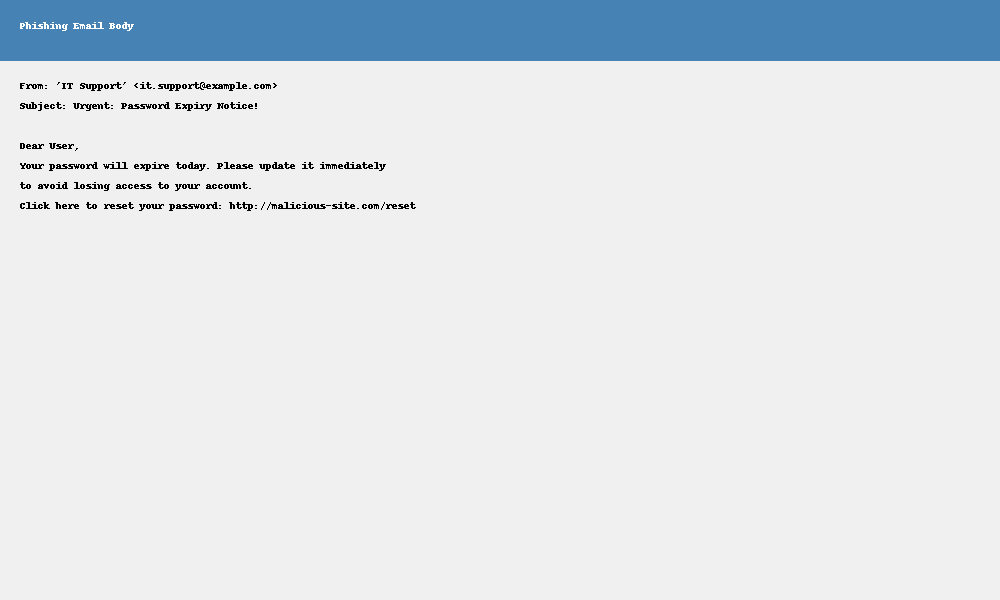 Phishing Email Body
From: 'IT Support' <it.support@example.com>
Subject: Urgent: Password Expiry Notice!
Dear User,
Your password will expire today. Please update it immediately
to avoid losing access to your account.
Click here to reset your password: http://malicious-site.com/reset